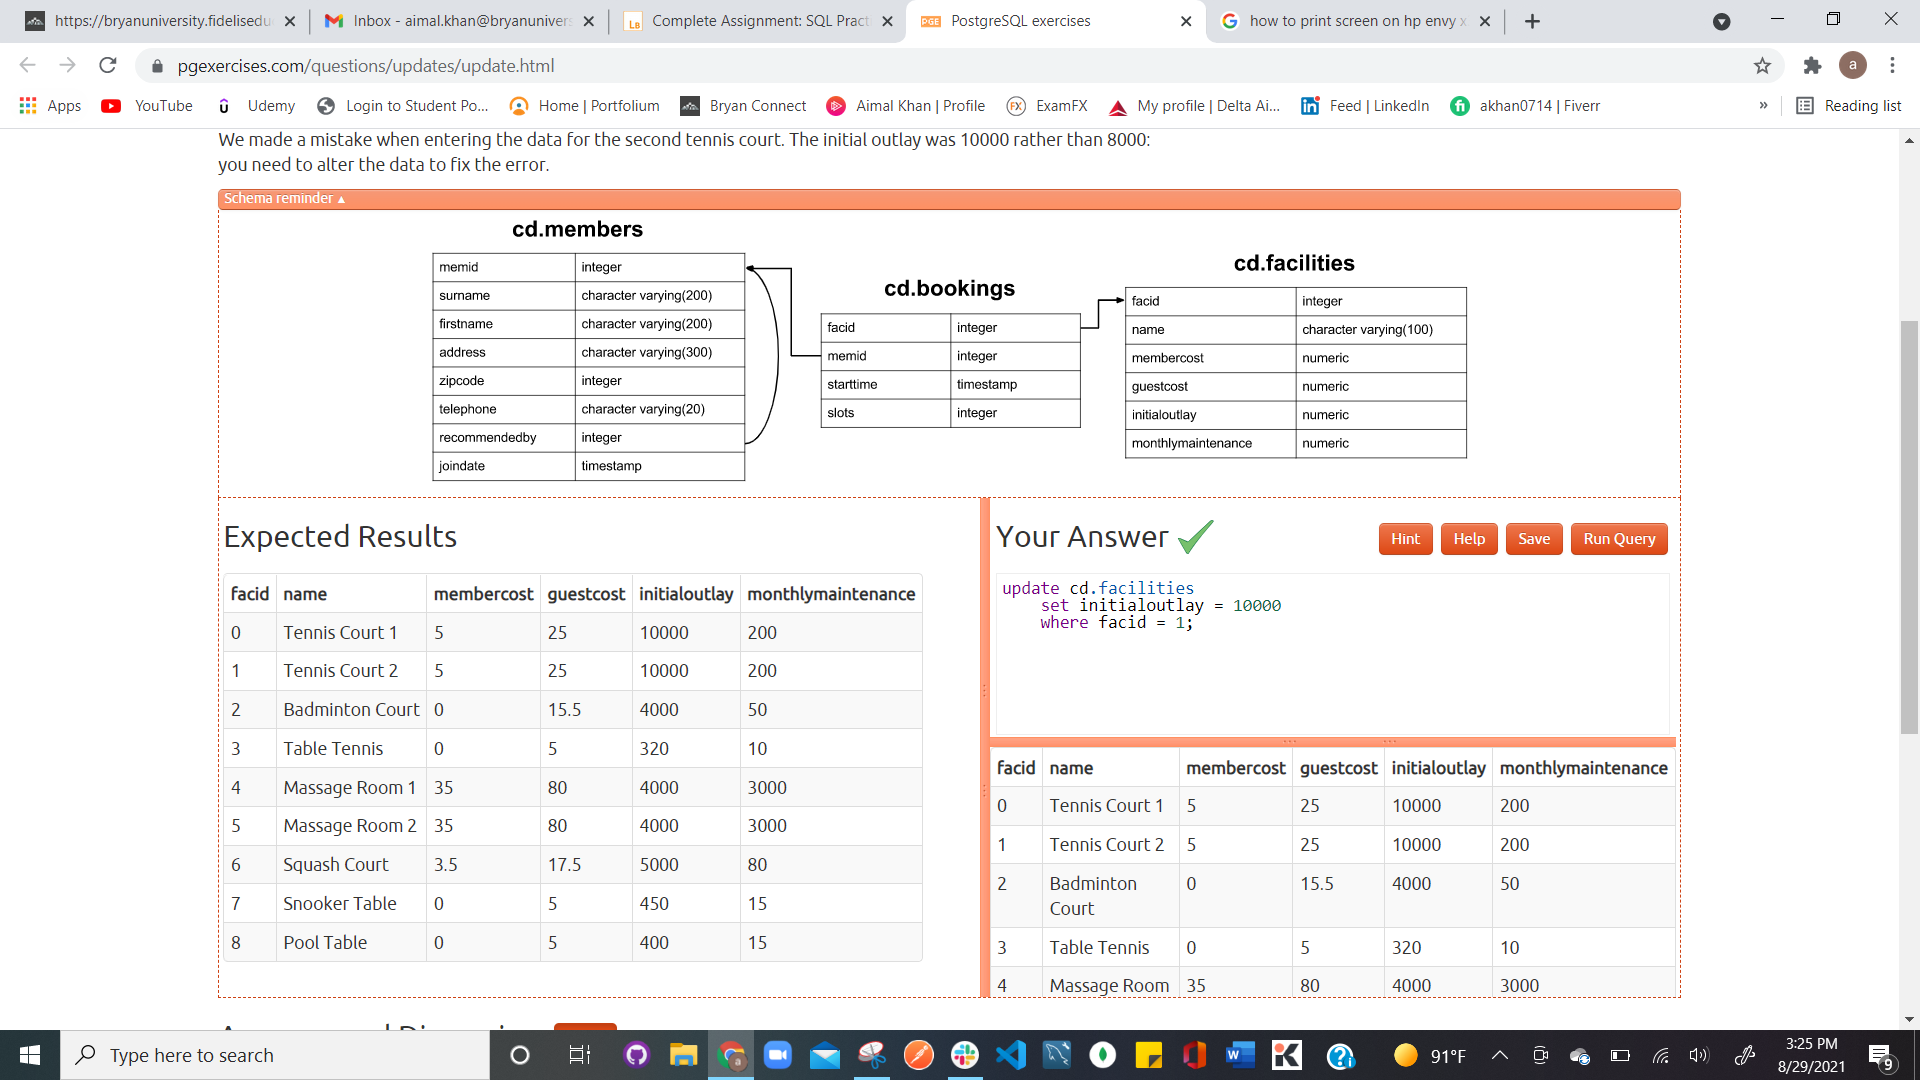 https://bryanuniversity.fidelisedu
Inbox - aimal.khan@bryanunivers
Complete Assignment: SQL Pract
PostgreSQL exercises
how to print screen on hp envy x
pgexercises.com/questions/updates/update.html
a
Apps
YouTube
Udemy
Login to Student Po...
Home | Portfolium
Bryan Connect
Aimal Khan | Profile
ExamFX
My profile | Delta Ai...
Feed | LinkedIn
akhan0714 | Fiverr
»
Reading list
We made a mistake when entering the data for the second tennis court. The initial outlay was 10000 rather than 8000:
you need to alter the data to fix the error.
Schema reminder ▲
cd.members
memid integer
surname character varying(200)
firstname character varying(200)
address character varying(300)
zipcode integer
telephone character varying(20)
recommendedby integer
joindate timestamp
cd.bookings
facid integer
memid integer
starttime timestamp
slots integer
cd.facilities
facid integer
name character varying(100)
membercost numeric
guestcost numeric
initialoutlay numeric
monthlymaintenance numeric
Expected Results
facid name membercost guestcost initialoutlay monthlymaintenance
0 Tennis Court 1 5 25 10000 200
1 Tennis Court 2 5 25 10000 200
2 Badminton Court 0 15.5 4000 50
3 Table Tennis 0 5 320 10
4 Massage Room 1 35 80 4000 3000
5 Massage Room 2 35 80 4000 3000
6 Squash Court 3.5 17.5 5000 80
7 Snooker Table 0 5 450 15
8 Pool Table 0 5 400 15
Your Answer
Hint Help Save Run Query
update cd.facilities
set initialoutlay = 10000
where facid = 1;
facid name membercost guestcost initialoutlay monthlymaintenance
0 Tennis Court 1 5 25 10000 200
1 Tennis Court 2 5 25 10000 200
2 Badminton 0 15.5 4000 50
Court
3 Table Tennis 0 5 320 10
4 Massage Room 35 80 4000 3000
Type here to search
91°F
3:25 PM
8/29/2021
9